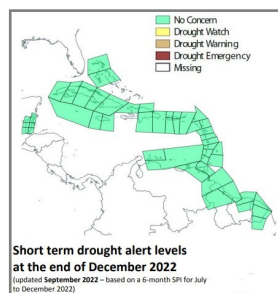 No Concern
Drought Watch
Drought Warning
Drought Emergency
Missing
Short term drought alert levels
at the end of December 2022
(updated September 2022 – based on a 6-month SPI for July
to December 2022)